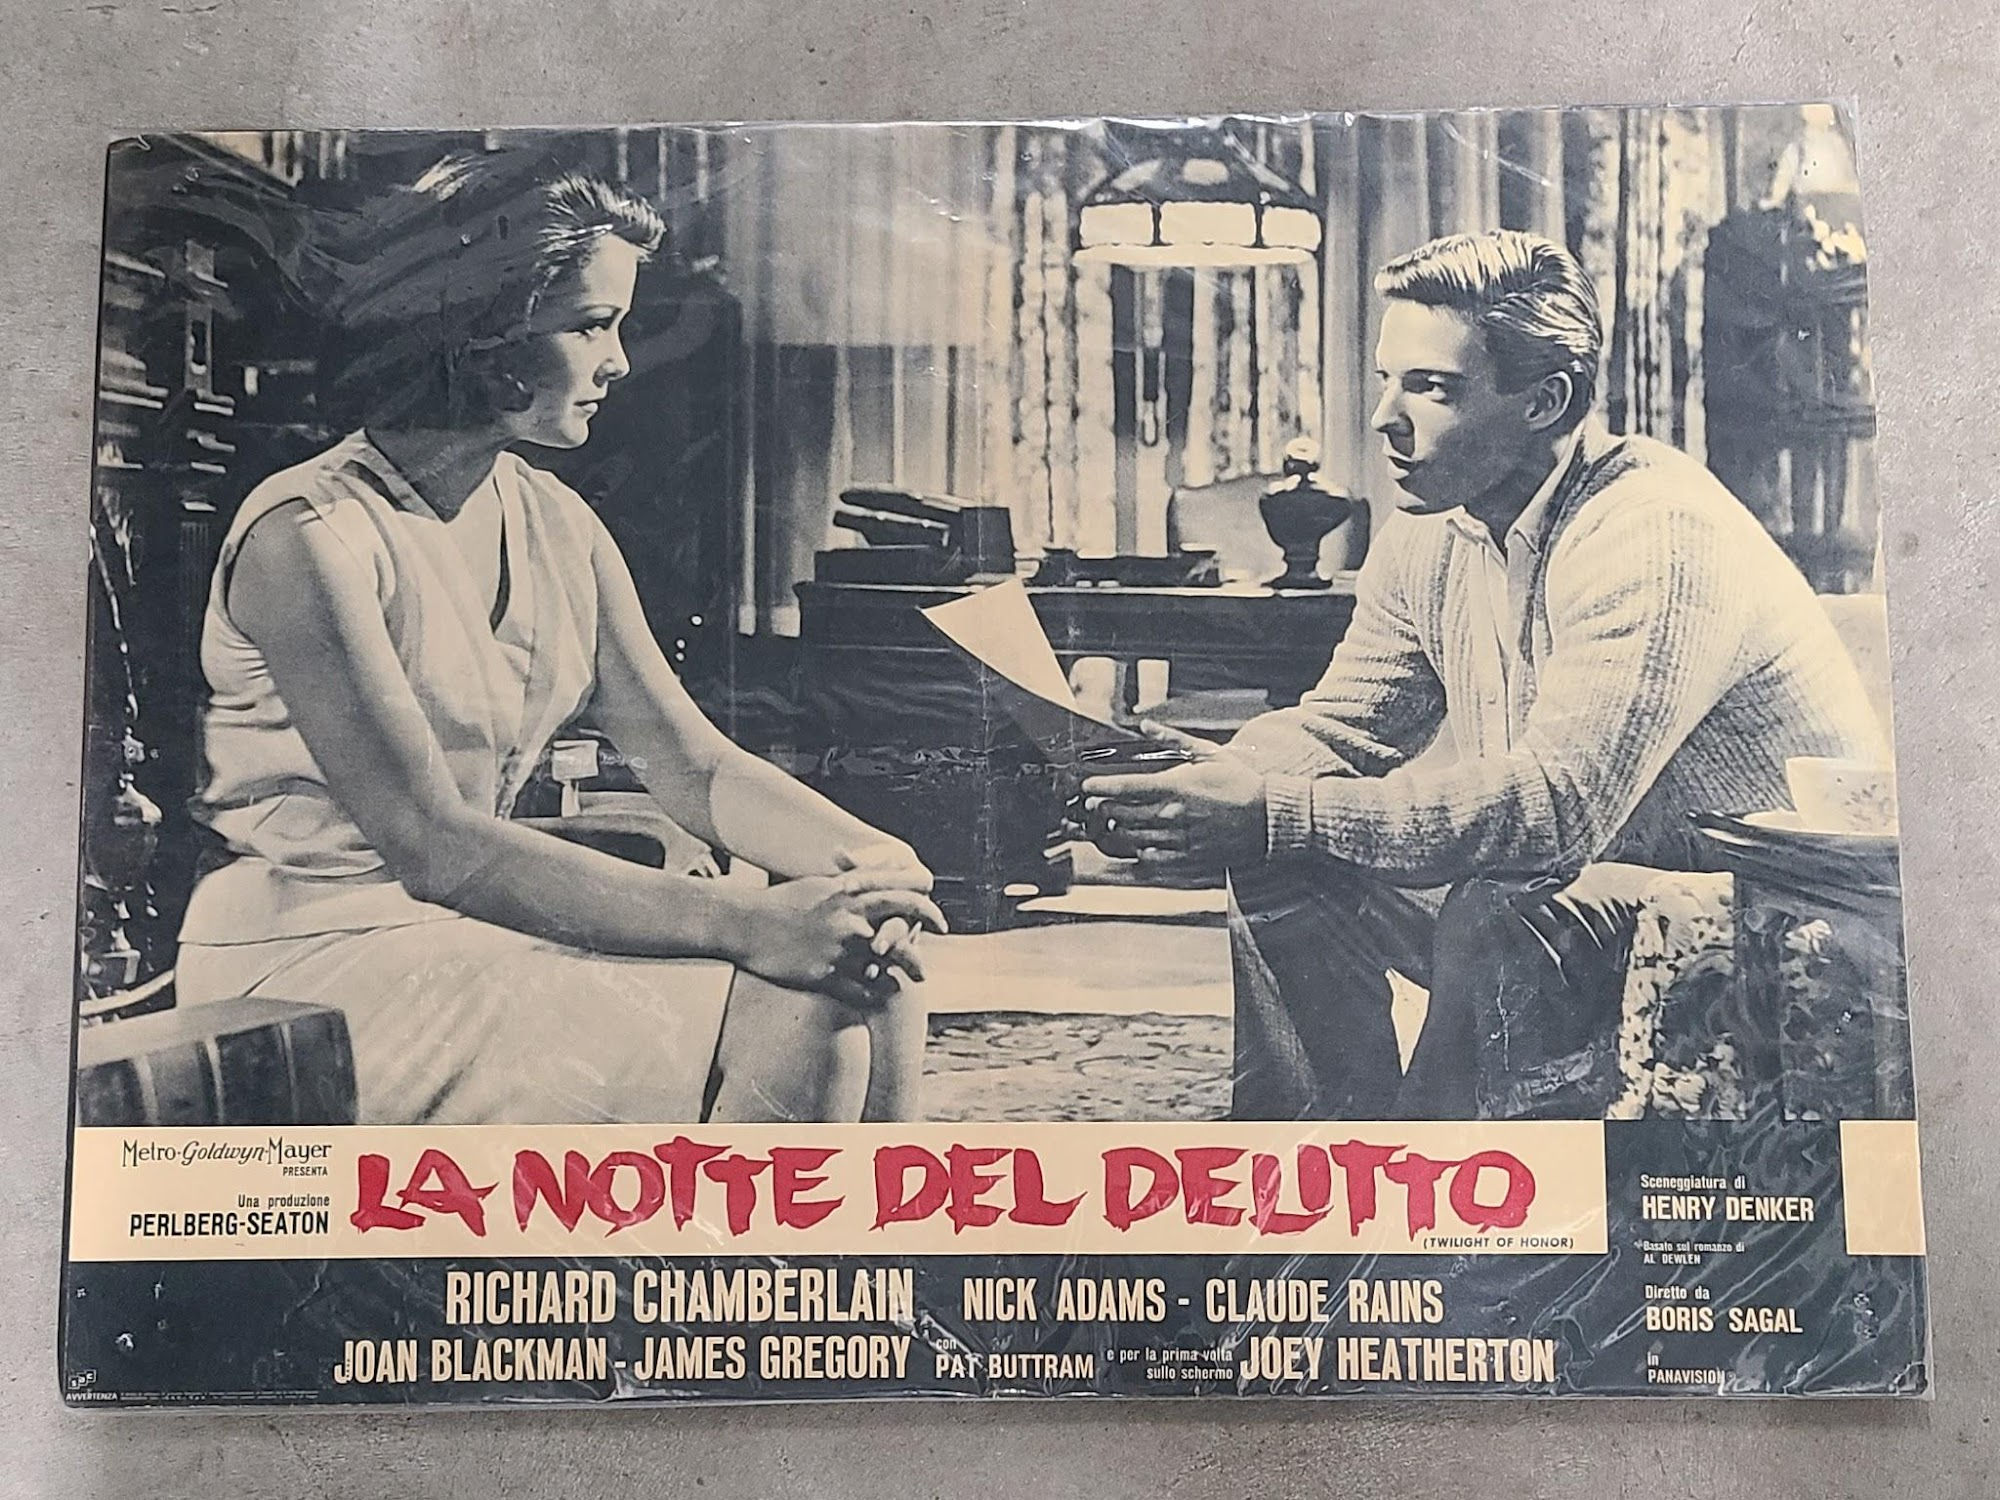 Metro-Goldwyn-Mayer
PRESENTA
Una produzione
PERLBERG-SEATON
LA NOTTE DEL DELITTO
(TWILIGHT OF HONOR)
Sceneggiatura di
HENRY DENKER
Basato sul romanzo di
AL DEWLEN
Diretto da
BORIS SAGAL
in
PANAVISION
RICHARD CHAMBERLAIN NICK ADAMS - CLAUDE RAINS
JOAN BLACKMAN - JAMES GREGORY con PAT BUTTRAM e per la prima volta sullo schermo JOEY HEATHERTON
sac
AVVERTENZA